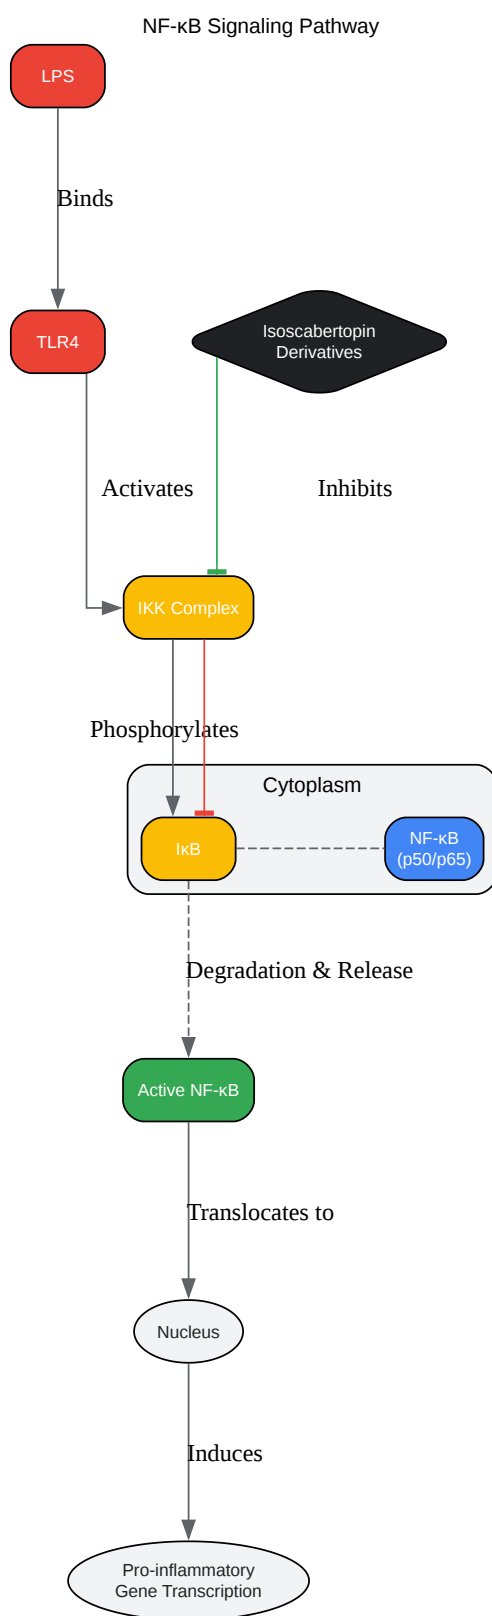 NF-κB Signaling Pathway
LPS
Binds
TLR4
Isoscabertopin
Derivatives
Activates
Inhibits
IKK Complex
Phosphorylates
Cytoplasm
IκB
NF-κB
(p50/p65)
Degradation & Release
Active NF-κB
Translocates to
Nucleus
Induces
Pro-inflammatory
Gene Transcription